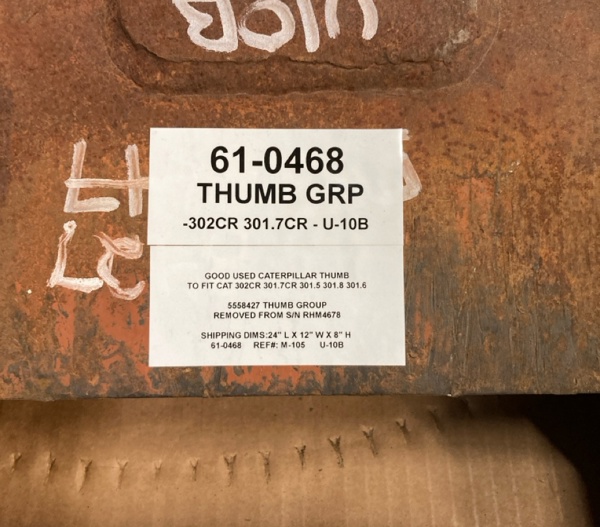 U10B
61-0468
THUMB GRP
-302CR 301.7CR - U-10B
GOOD USED CATERPILLAR THUMB
TO FIT CAT 302CR 301.7CR 301.5 301.8 301.6
5558427 THUMB GROUP
REMOVED FROM S/N RHM4678
SHIPPING DIMS:24" L X 12" W X 8" H
61-0468 REF#: M-105 U-10B